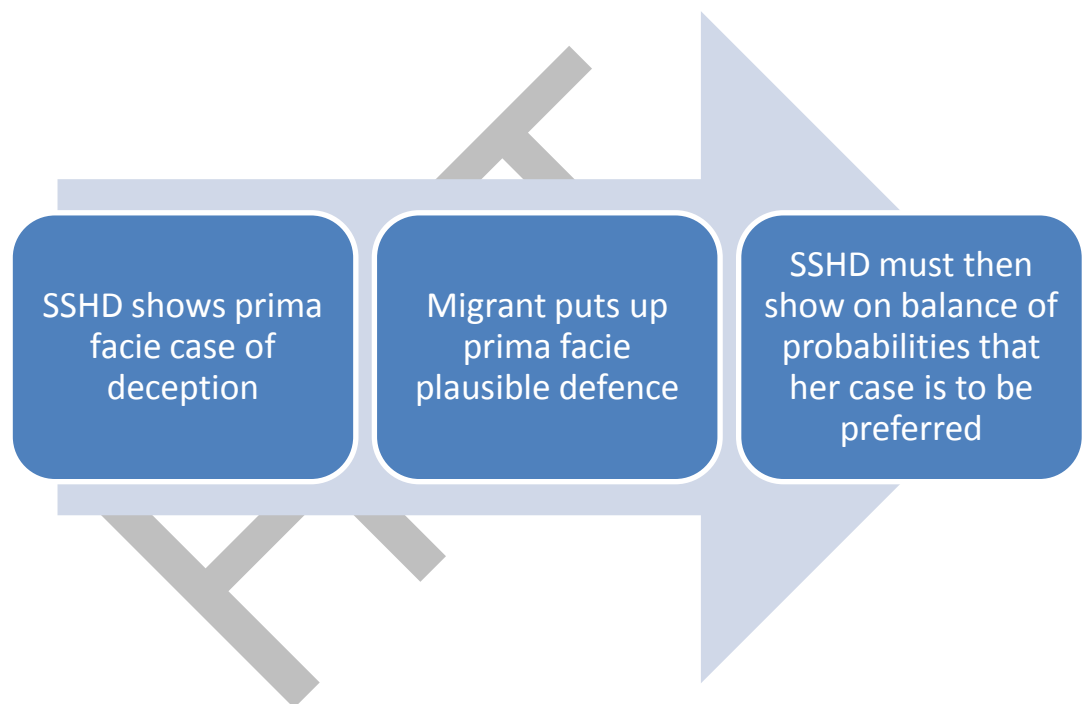 SSHD shows prima
facie case of
deception
Migrant puts up
prima facie
plausible defence
SSHD must then
show on balance of
probabilities that
her case is to be
preferred